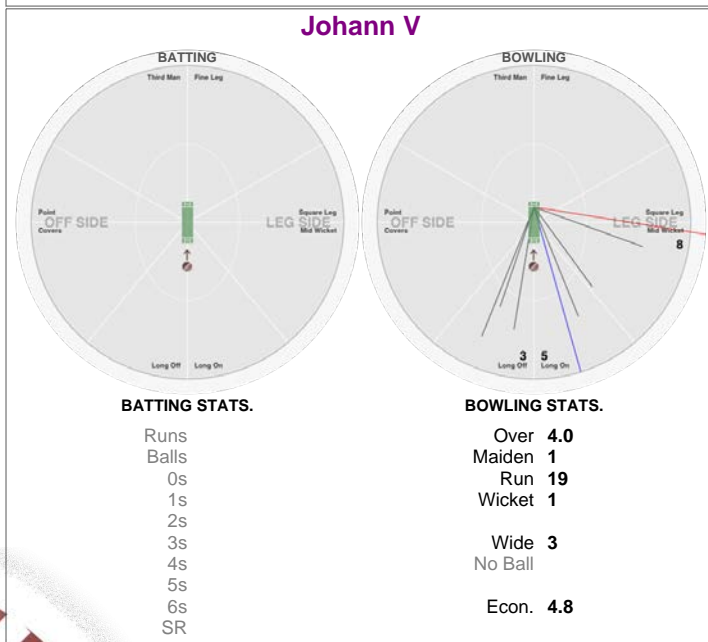 Johann V
BATTING
Third Man Fine Leg
Point
OFF SIDE
Covers
Square Leg
LEG SIDE
Mid Wicket
Long Off Long On
BATTING STATS.
Runs
Balls
0s
1s
2s
3s
4s
5s
6s
SR
BOWLING
Third Man Fine Leg
Point
OFF SIDE
Covers
Square Leg
LEG SIDE
Mid Wicket
8
3 5
Long Off Long On
BOWLING STATS.
Over 4.0
Maiden 1
Run 19
Wicket 1
Wide 3
No Ball
Econ. 4.8